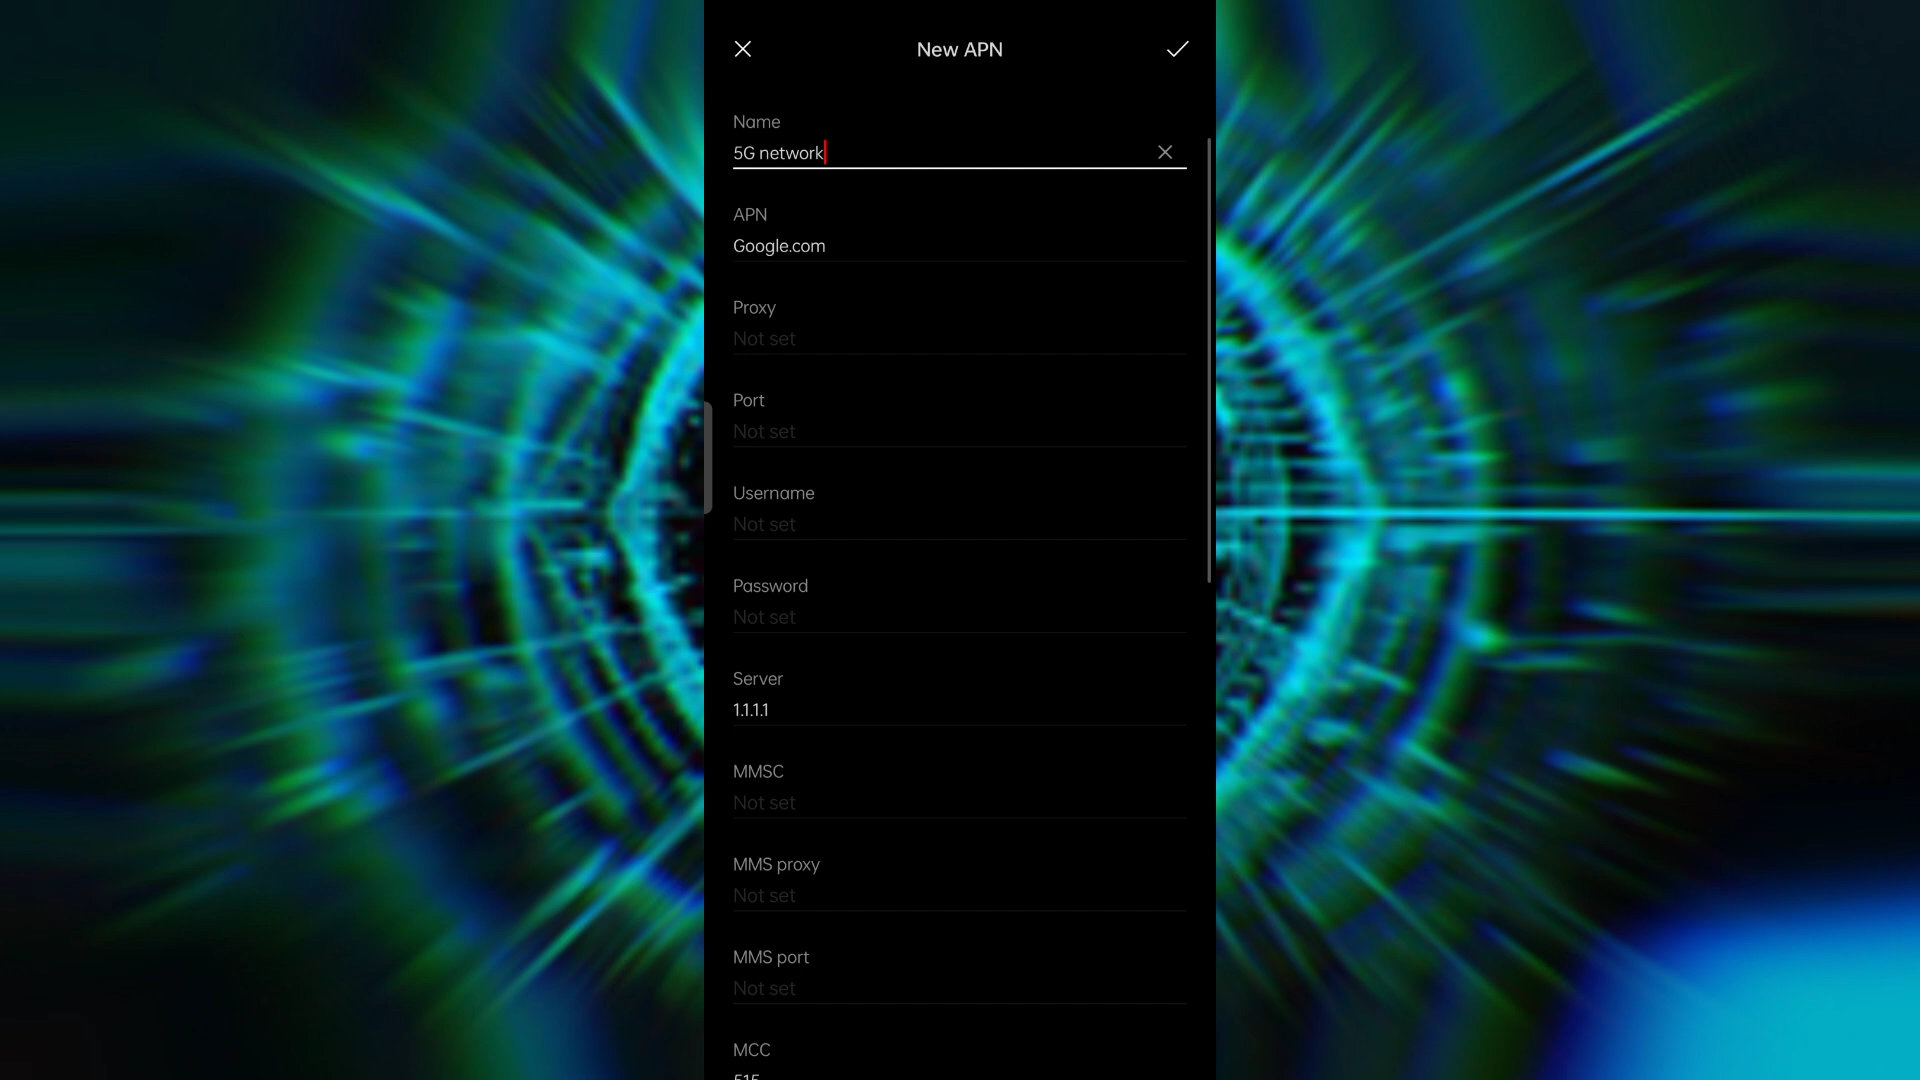 New APN
Name
5G network
APN
Google.com
Proxy
Not set
Port
Not set
Username
Not set
Password
Not set
Server
1.1.1.1
MMSC
Not set
MMS proxy
Not set
MMS port
Not set
MCC
515